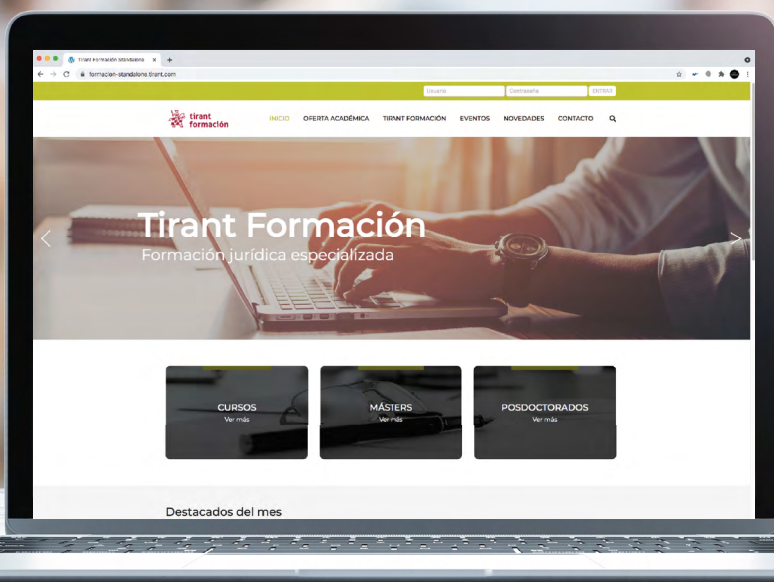 Tirant Formación Standalone
formacion-standalone.tirant.com
Usuario
Contraseña
ENTRAR
tirant
formación
INICIO OFERTA ACADÉMICA TIRANT FORMACIÓN EVENTOS NOVEDADES CONTACTO
Tirant Formación
Formación jurídica especializada
CURSOS
Ver más
MÁSTERS
Ver más
POSDOCTORADOS
Ver más
Destacados del mes